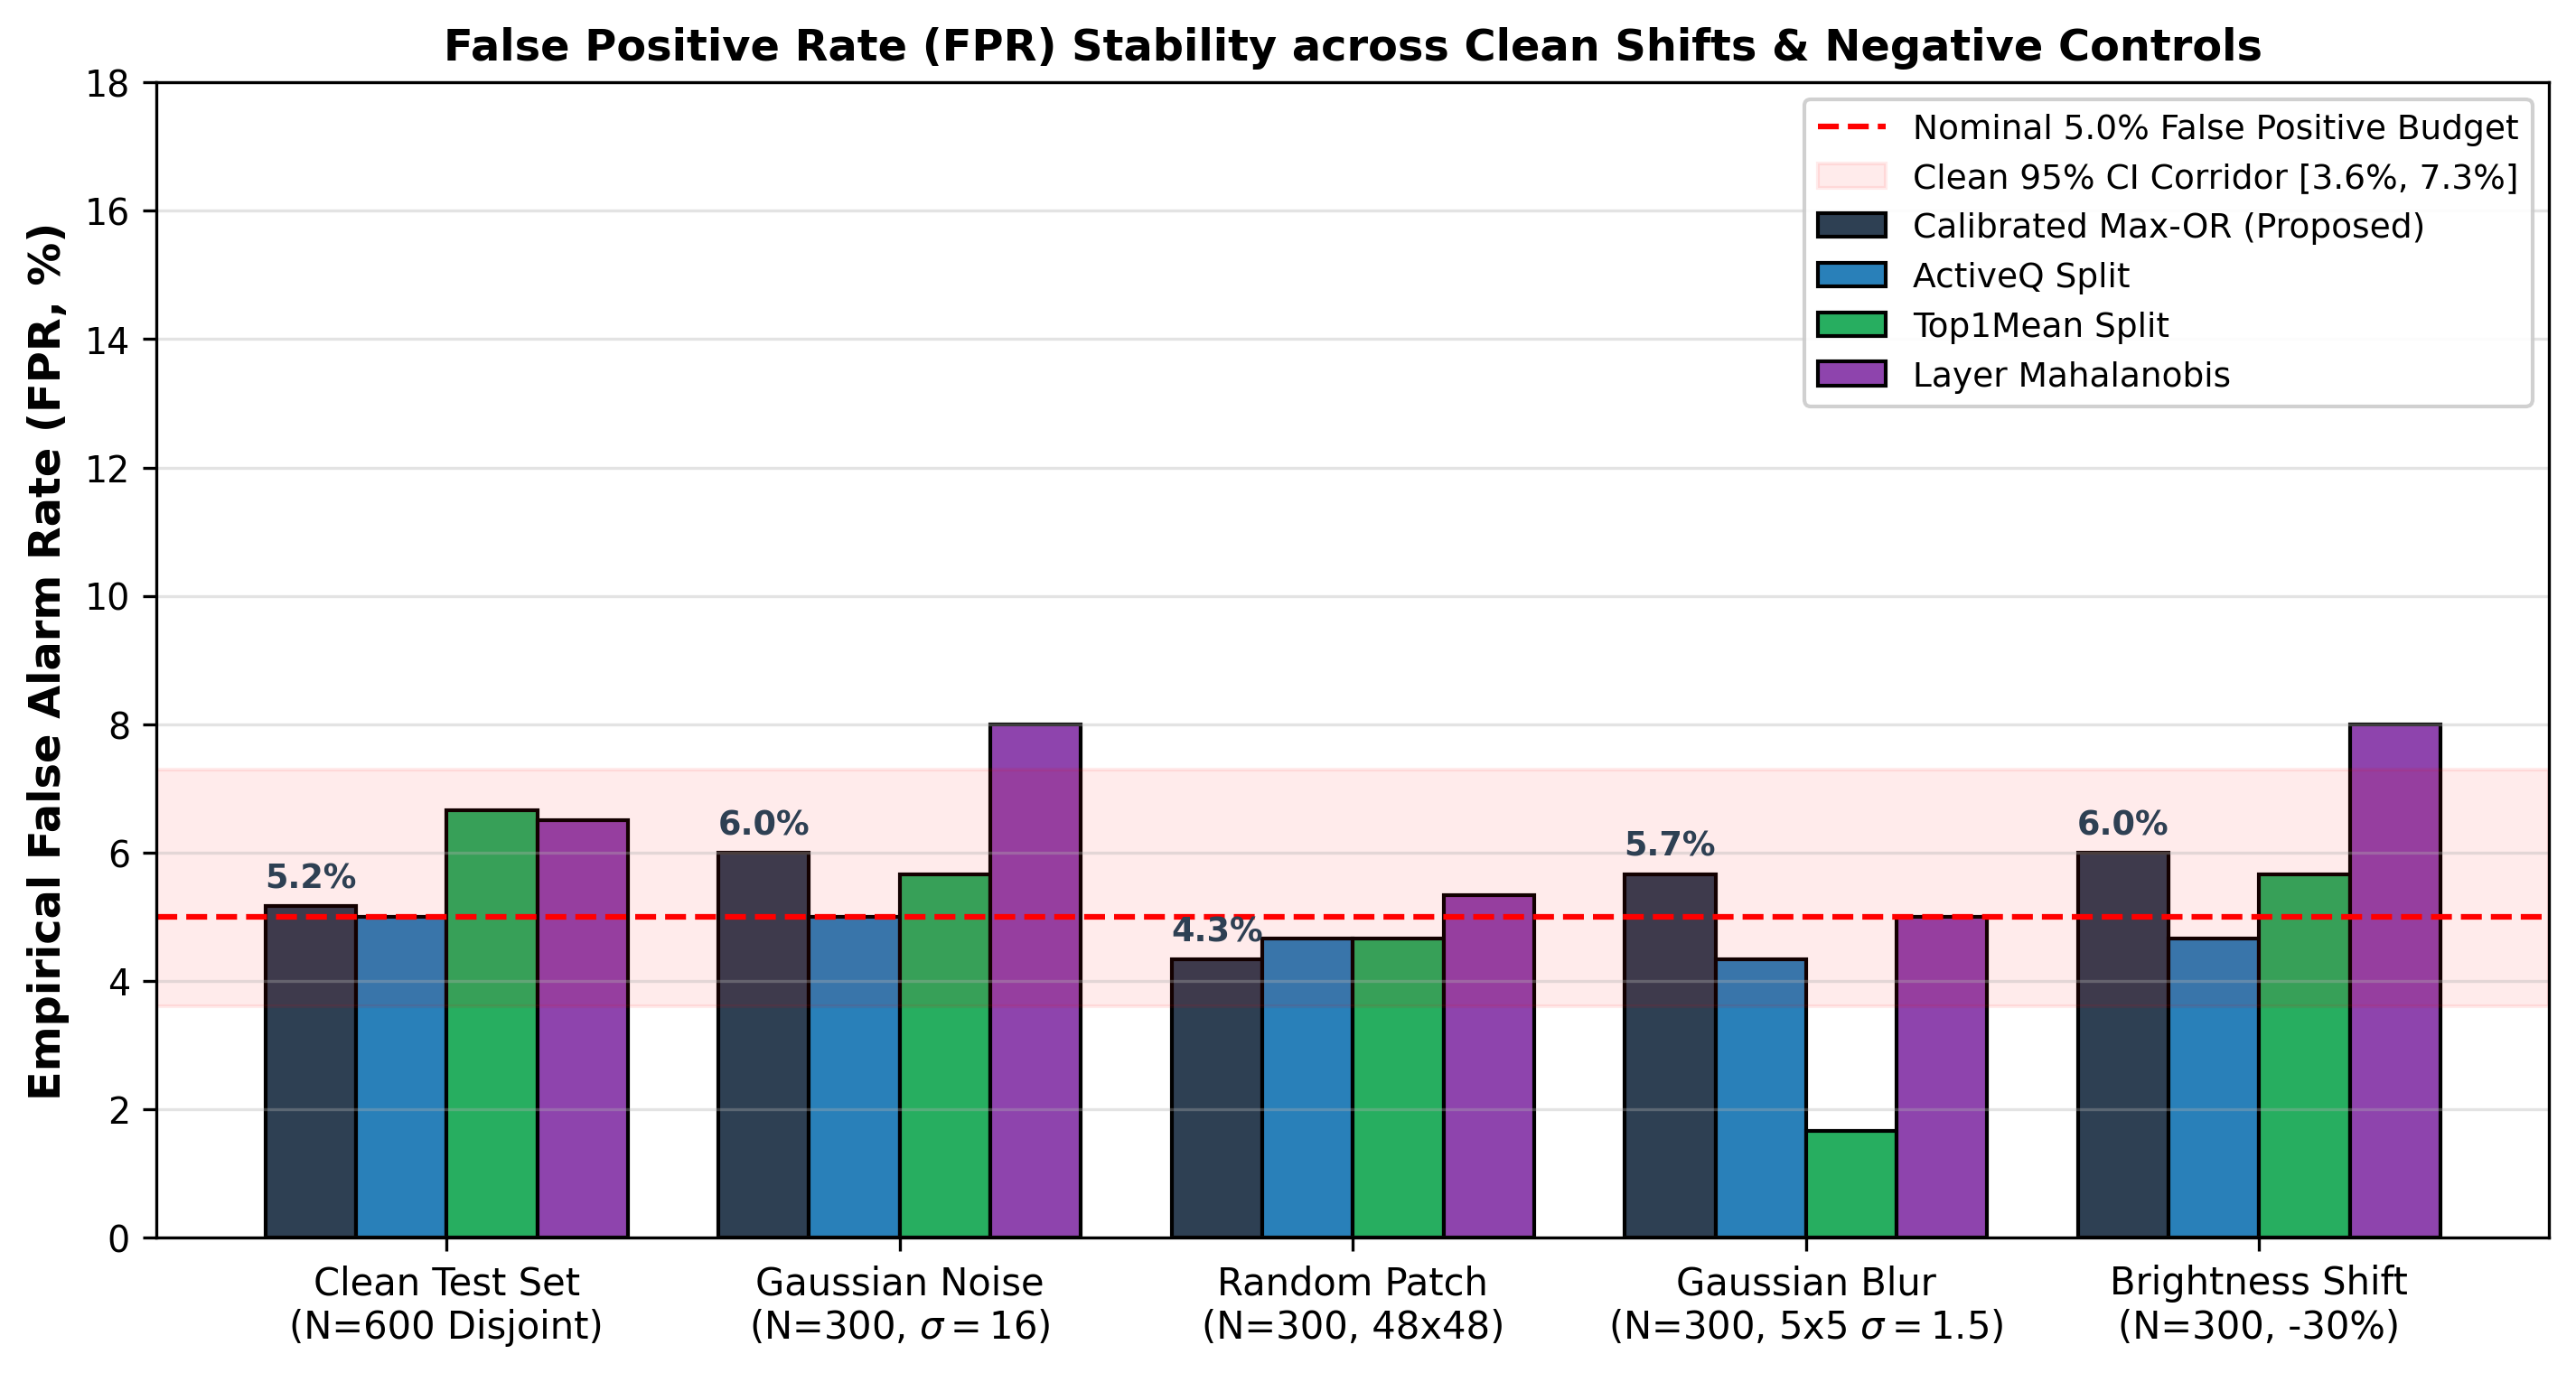 False Positive Rate (FPR) Stability across Clean Shifts & Negative Controls
Empirical False Alarm Rate (FPR, %)
18
16
14
12
10
8
6
4
2
0
Nominal 5.0% False Positive Budget
Clean 95% CI Corridor [3.6%, 7.3%]
Calibrated Max-OR (Proposed)
ActiveQ Split
Top1Mean Split
Layer Mahalanobis
5.2%
6.0%
4.3%
5.7%
6.0%
Clean Test Set
(N=600 Disjoint)
Gaussian Noise
(N=300, σ = 16)
Random Patch
(N=300, 48x48)
Gaussian Blur
(N=300, 5x5 σ = 1.5)
Brightness Shift
(N=300, -30%)